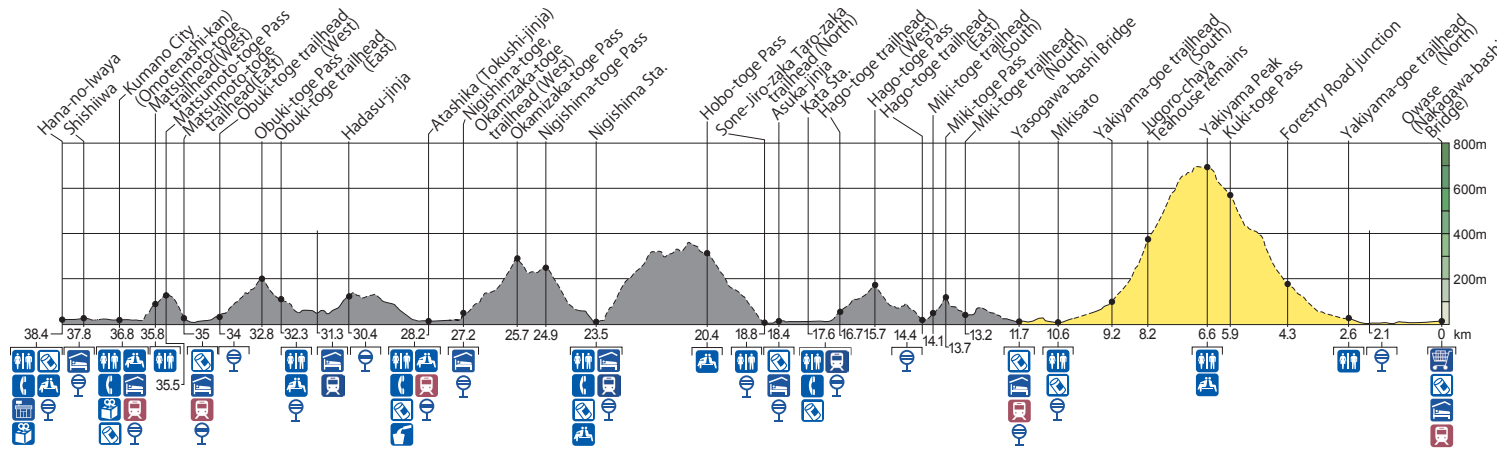 Hana-no-Iwaya
Shishiiwa
Kumano City
(Omotenashi-kan)
Matsumoto-toge
trailhead(West)
Matsumoto-toge Pass
Matsumoto-toge
trailhead(East)
Obuki-toge trailhead
(West)
Obuki-toge Pass
Obuki-toge trailhead
(East)
Hadasu-jinja
Atashika (Tokushi-jinja)
Nigishima-toge,
Okamizaka-toge
trailhead (West)
Okamizaka-toge Pass
Nigishima-toge Pass
Nigishima Sta.
Hobo-toge Pass
Sone-Jiro-zaka Taro-zaka
trailhead (North)
Asuka-jinja
Kata Sta.
Hago-toge trailhead
(West)
Hago-toge Pass
Hago-toge trailhead
(East)
Miki-toge trailhead
(South)
Miki-toge Pass
Miki-toge trailhead
(North)
Yasogawa-bashi Bridge
Mikisato
Yakiyama-goe trailhead
(South)
Jugoro-chaya
Teahouse remains
Yakiyama Peak
Kuki-toge Pass
Forestry Road junction
Yakiyama-goe trailhead
(North)
Owase
(Nakagawa-bashi
Bridge)
800m
600m
400m
200m
38.4 37.8 36.8 35.8 35 34 32.8 32.3 31.3 30.4 28.2 27.2 25.7 24.9 23.5 20.4 18.8 18.4 17.6 16.7 15.7 14.4 14.1 13.7 13.2 11.7 10.6 9.2 8.2 6.6 5.9 4.3 2.6 2.1 0 km
35.5